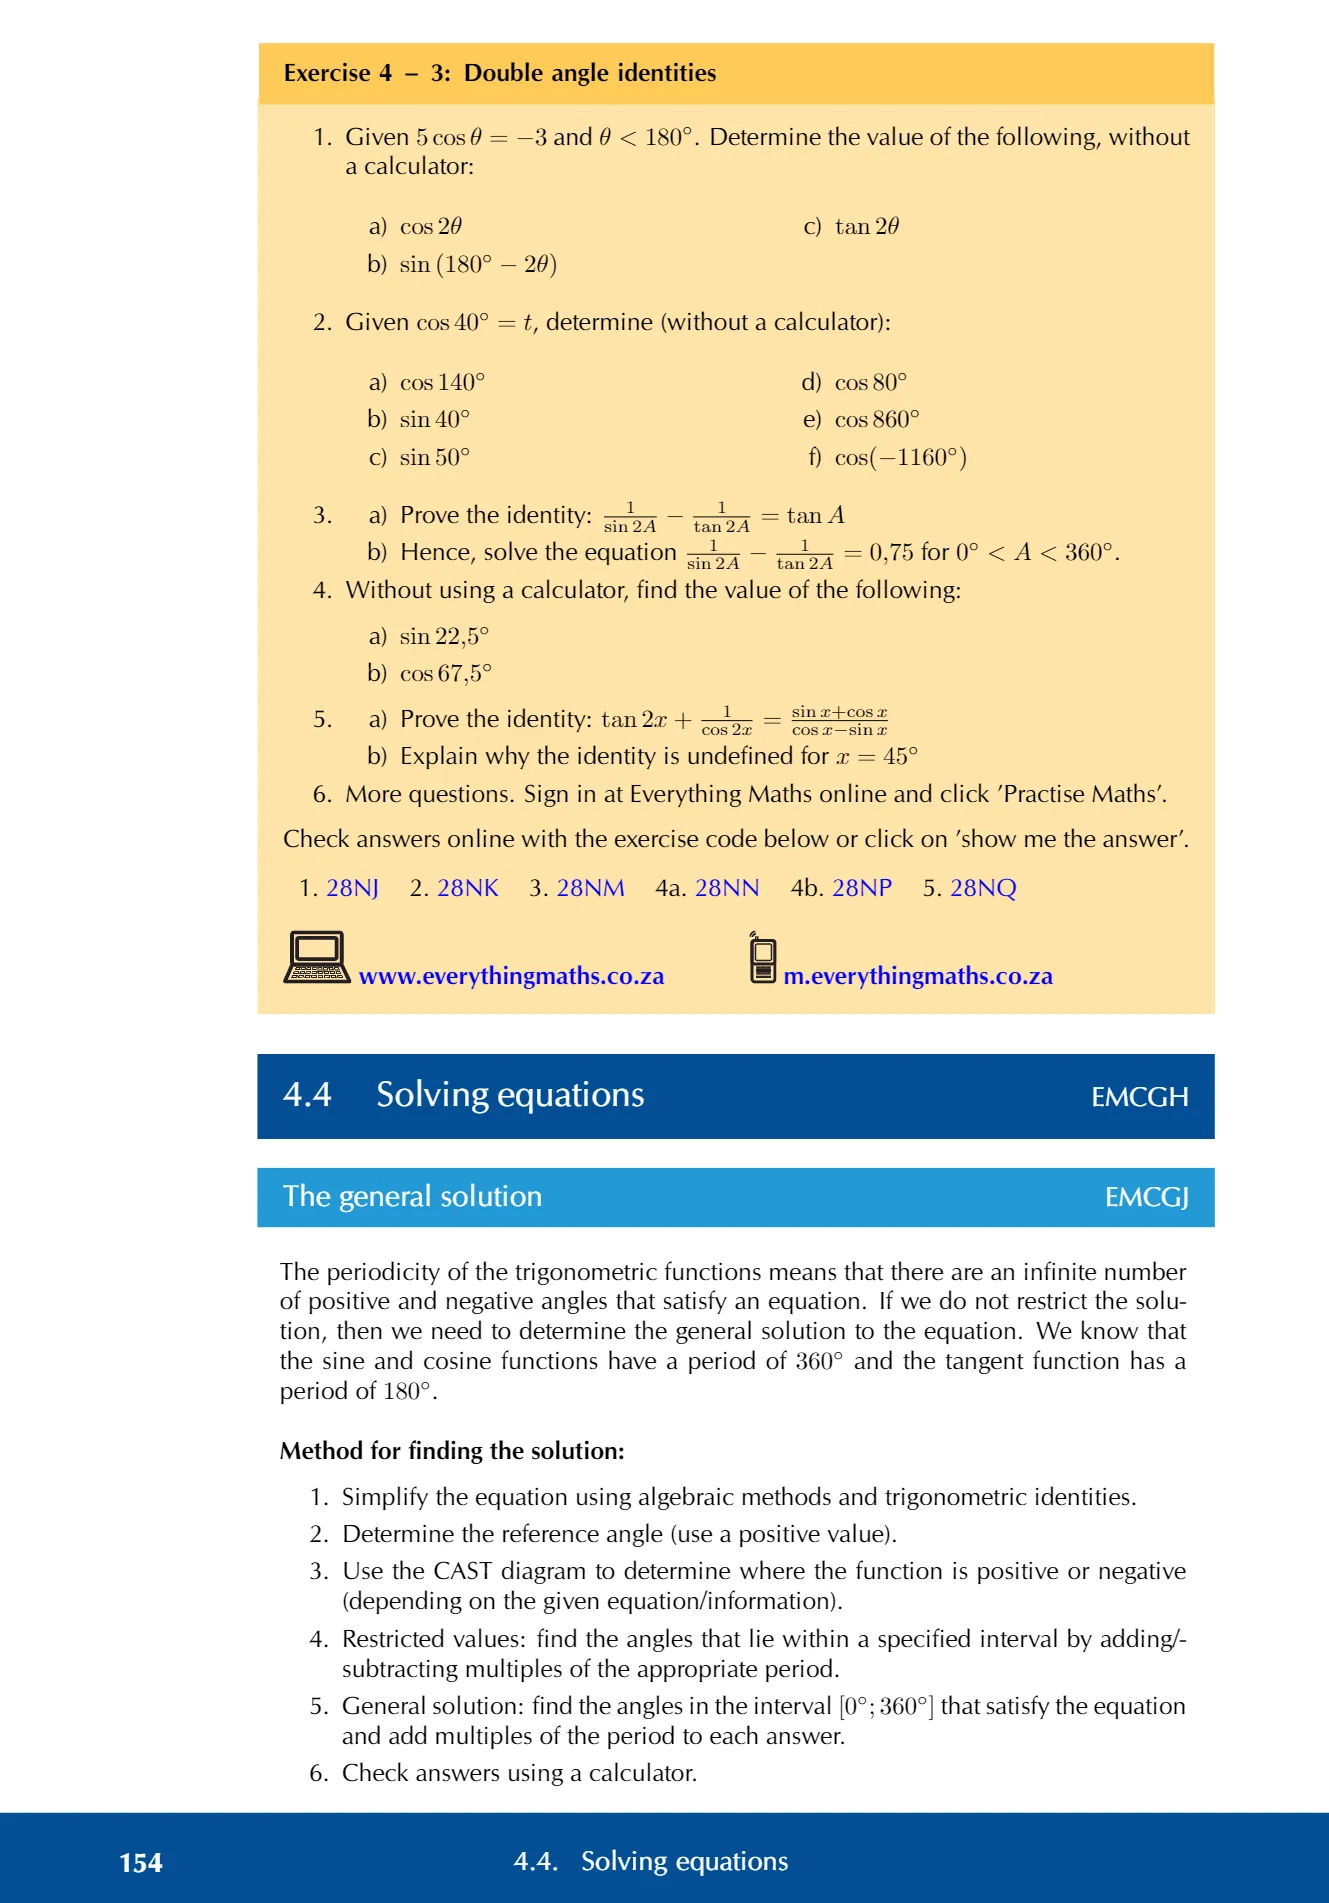 Exercise 4 – 3: Double angle identities
1. Given 5 cos θ = −3 and θ < 180°. Determine the value of the following, without
a calculator:
a) cos 2θ
b) sin (180° − 2θ)
c) tan 2θ
2. Given cos 40° = t, determine (without a calculator):
a) cos 140°
b) sin 40°
c) sin 50°
d) cos 80°
e) cos 860°
f) cos(−1160°)
3. a) Prove the identity: 1/(sin 2A) − 1/(tan 2A) = tan A
b) Hence, solve the equation 1/(sin 2A) − 1/(tan 2A) = 0,75 for 0° < A < 360°.
4. Without using a calculator, find the value of the following:
a) sin 22,5°
b) cos 67,5°
5. a) Prove the identity: tan 2x + 1/(cos 2x) = (sin x+cos x)/(cos x−sin x)
b) Explain why the identity is undefined for x = 45°
6. More questions. Sign in at Everything Maths online and click ’Practise Maths’.
Check answers online with the exercise code below or click on ’show me the answer’.
1. 28NJ 2. 28NK 3. 28NM 4a. 28NN 4b. 28NP 5. 28NQ
www.everythingmaths.co.za m.everythingmaths.co.za
4.4 Solving equations EMCGH
The general solution EMCGJ
The periodicity of the trigonometric functions means that there are an infinite number
of positive and negative angles that satisfy an equation. If we do not restrict the solu-
tion, then we need to determine the general solution to the equation. We know that
the sine and cosine functions have a period of 360° and the tangent function has a
period of 180°.
Method for finding the solution:
1. Simplify the equation using algebraic methods and trigonometric identities.
2. Determine the reference angle (use a positive value).
3. Use the CAST diagram to determine where the function is positive or negative
(depending on the given equation/information).
4. Restricted values: find the angles that lie within a specified interval by adding/-
subtracting multiples of the appropriate period.
5. General solution: find the angles in the interval [0°; 360°] that satisfy the equation
and add multiples of the period to each answer.
6. Check answers using a calculator.
154 4.4. Solving equations